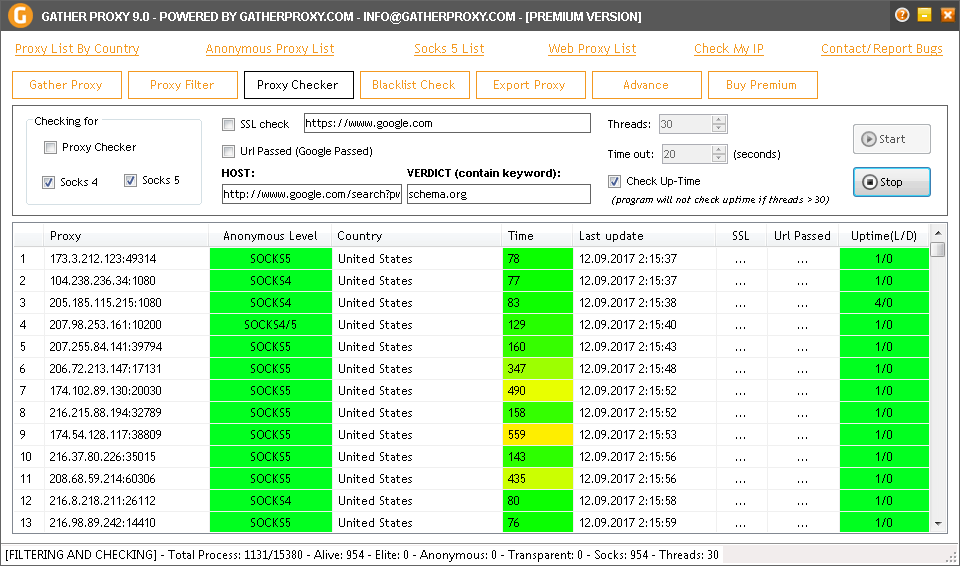 GATHER PROXY 9.0 - POWERED BY GATHERPROXY.COM - INFO@GATHERPROXY.COM - [PREMIUM VERSION]
Proxy List By Country Anonymous Proxy List Socks 5 List Web Proxy List Check My IP Contact/Report Bugs
Gather Proxy Proxy Filter Proxy Checker Blacklist Check Export Proxy Advance Buy Premium
Checking for
Proxy Checker
Socks 4 Socks 5
SSL check https://www.google.com
Url Passed (Google Passed)
HOST: VERDICT (contain keyword):
http://www.google.com/search?pw schema.org
Threads: 30
Time out: 20 (seconds)
Check Up-Time
(program will not check uptime if threads > 30)
Start
Stop
Proxy Anonymous Level Country Time Last update SSL Url Passed Uptime(L/D)
1 173.3.212.123:49314 SOCKS5 United States 78 12.09.2017 2:15:37 ... ... 1/0
2 104.238.236.34:1080 SOCKS4 United States 77 12.09.2017 2:15:37 ... ... 1/0
3 205.185.115.215:1080 SOCKS4 United States 83 12.09.2017 2:15:38 ... ... 4/0
4 207.98.253.161:10200 SOCKS4/5 United States 129 12.09.2017 2:15:40 ... ... 1/0
5 207.255.84.141:39794 SOCKS5 United States 160 12.09.2017 2:15:43 ... ... 1/0
6 206.72.213.147:17131 SOCKS5 United States 347 12.09.2017 2:15:48 ... ... 1/0
7 174.102.89.130:20030 SOCKS5 United States 490 12.09.2017 2:15:52 ... ... 1/0
8 216.215.88.194:32789 SOCKS5 United States 158 12.09.2017 2:15:52 ... ... 1/0
9 174.54.128.117:38809 SOCKS5 United States 559 12.09.2017 2:15:53 ... ... 1/0
10 216.37.80.226:35015 SOCKS5 United States 143 12.09.2017 2:15:56 ... ... 1/0
11 208.68.59.214:60306 SOCKS5 United States 435 12.09.2017 2:15:56 ... ... 1/0
12 216.8.218.211:26112 SOCKS4 United States 80 12.09.2017 2:15:58 ... ... 1/0
13 216.98.89.242:14410 SOCKS5 United States 76 12.09.2017 2:15:59 ... ... 1/0
[FILTERING AND CHECKING] - Total Process: 1131/15380 - Alive: 954 - Elite: 0 - Anonymous: 0 - Transparent: 0 - Socks: 954 - Threads: 30